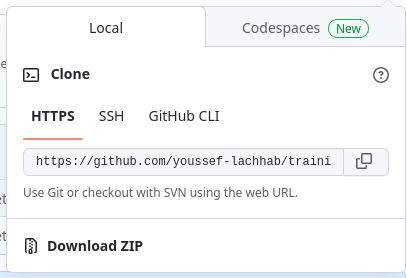 Local
Codespaces New
Clone
HTTPS SSH GitHub CLI
https://github.com/youssef-lachhab/traini
Use Git or checkout with SVN using the web URL.
Download ZIP